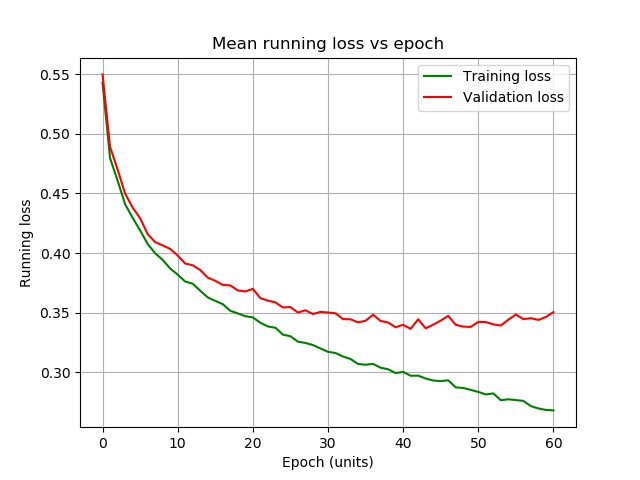 Mean running loss vs epoch
Training loss
Validation loss
0.55
0.50
0.45
0.40
0.35
0.30
Running loss
0 10 20 30 40 50 60
Epoch (units)